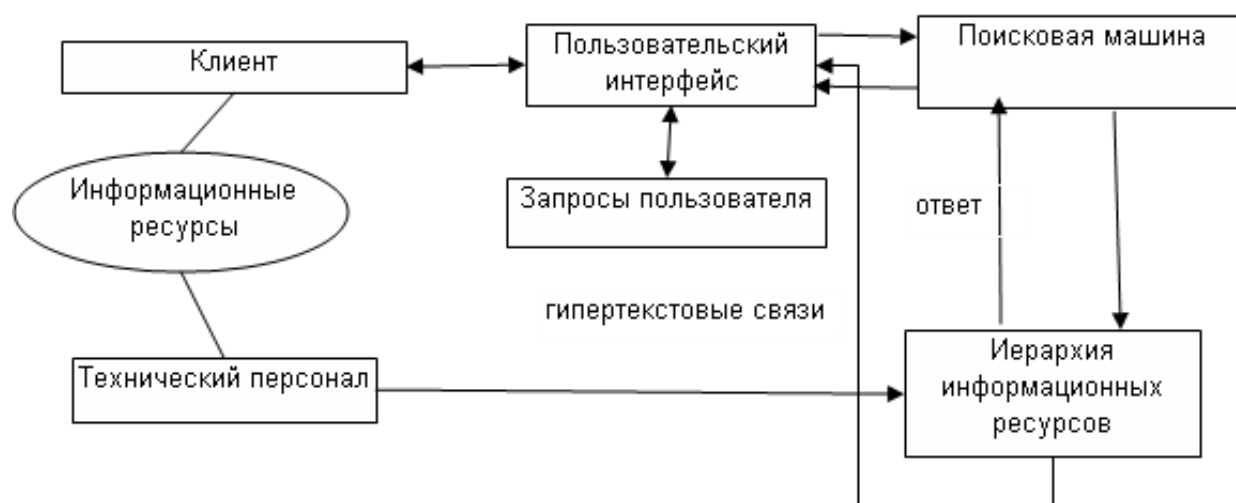 Клиент
Пользовательский
интерфейс
Поисковая машина
Информационные
ресурсы
Запросы пользователя
ответ
гипертекстовые связи
Технический персонал
Иерархия
информационных
ресурсов